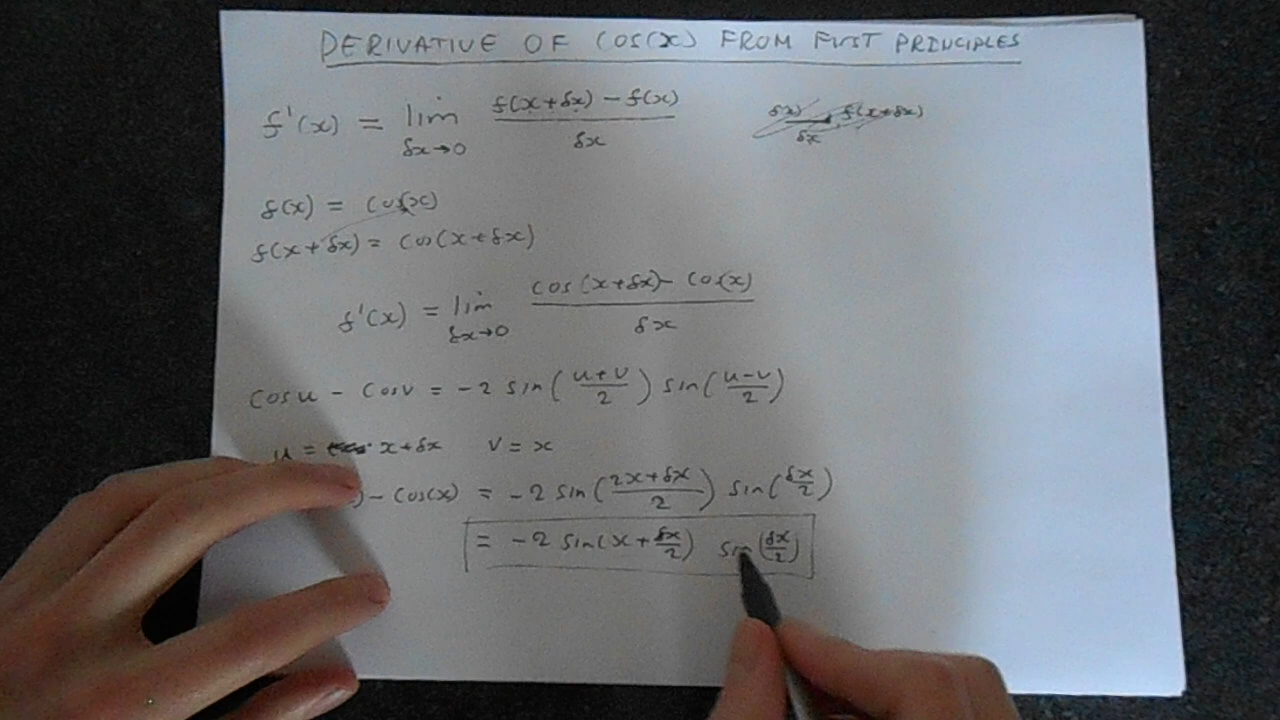 DERIVATIVE OF COS(X) FROM FIRST PRINCIPLES
f'(x) = lim δx→0 f(x+δx) - f(x) / δx
f(x) = cos(x)
f(x+δx) = cos(x+δx)
f'(x) = lim δx→0 cos(x+δx) - cos(x) / δx
cosu - cosv = -2 sin(u+v/2) sin(u-v/2)
u = x+δx v = x
) - cos(x) = -2 sin(2x+δx/2) sin(δx/2)
= -2 sin(x+δx/2) sin(δx/2)